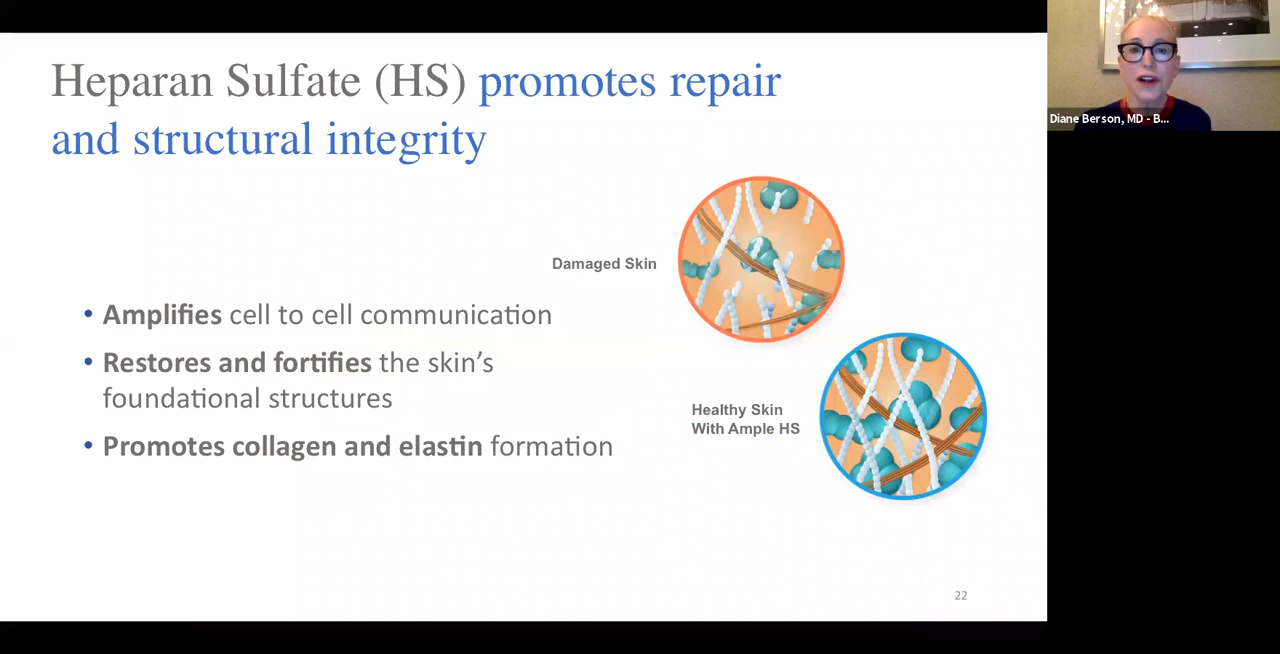 Heparan Sulfate (HS) promotes repair
and structural integrity
Damaged Skin
• Amplifies cell to cell communication
• Restores and fortifies the skin’s
foundational structures
• Promotes collagen and elastin formation
Healthy Skin
With Ample HS
22
Diane Berson, MD - B...